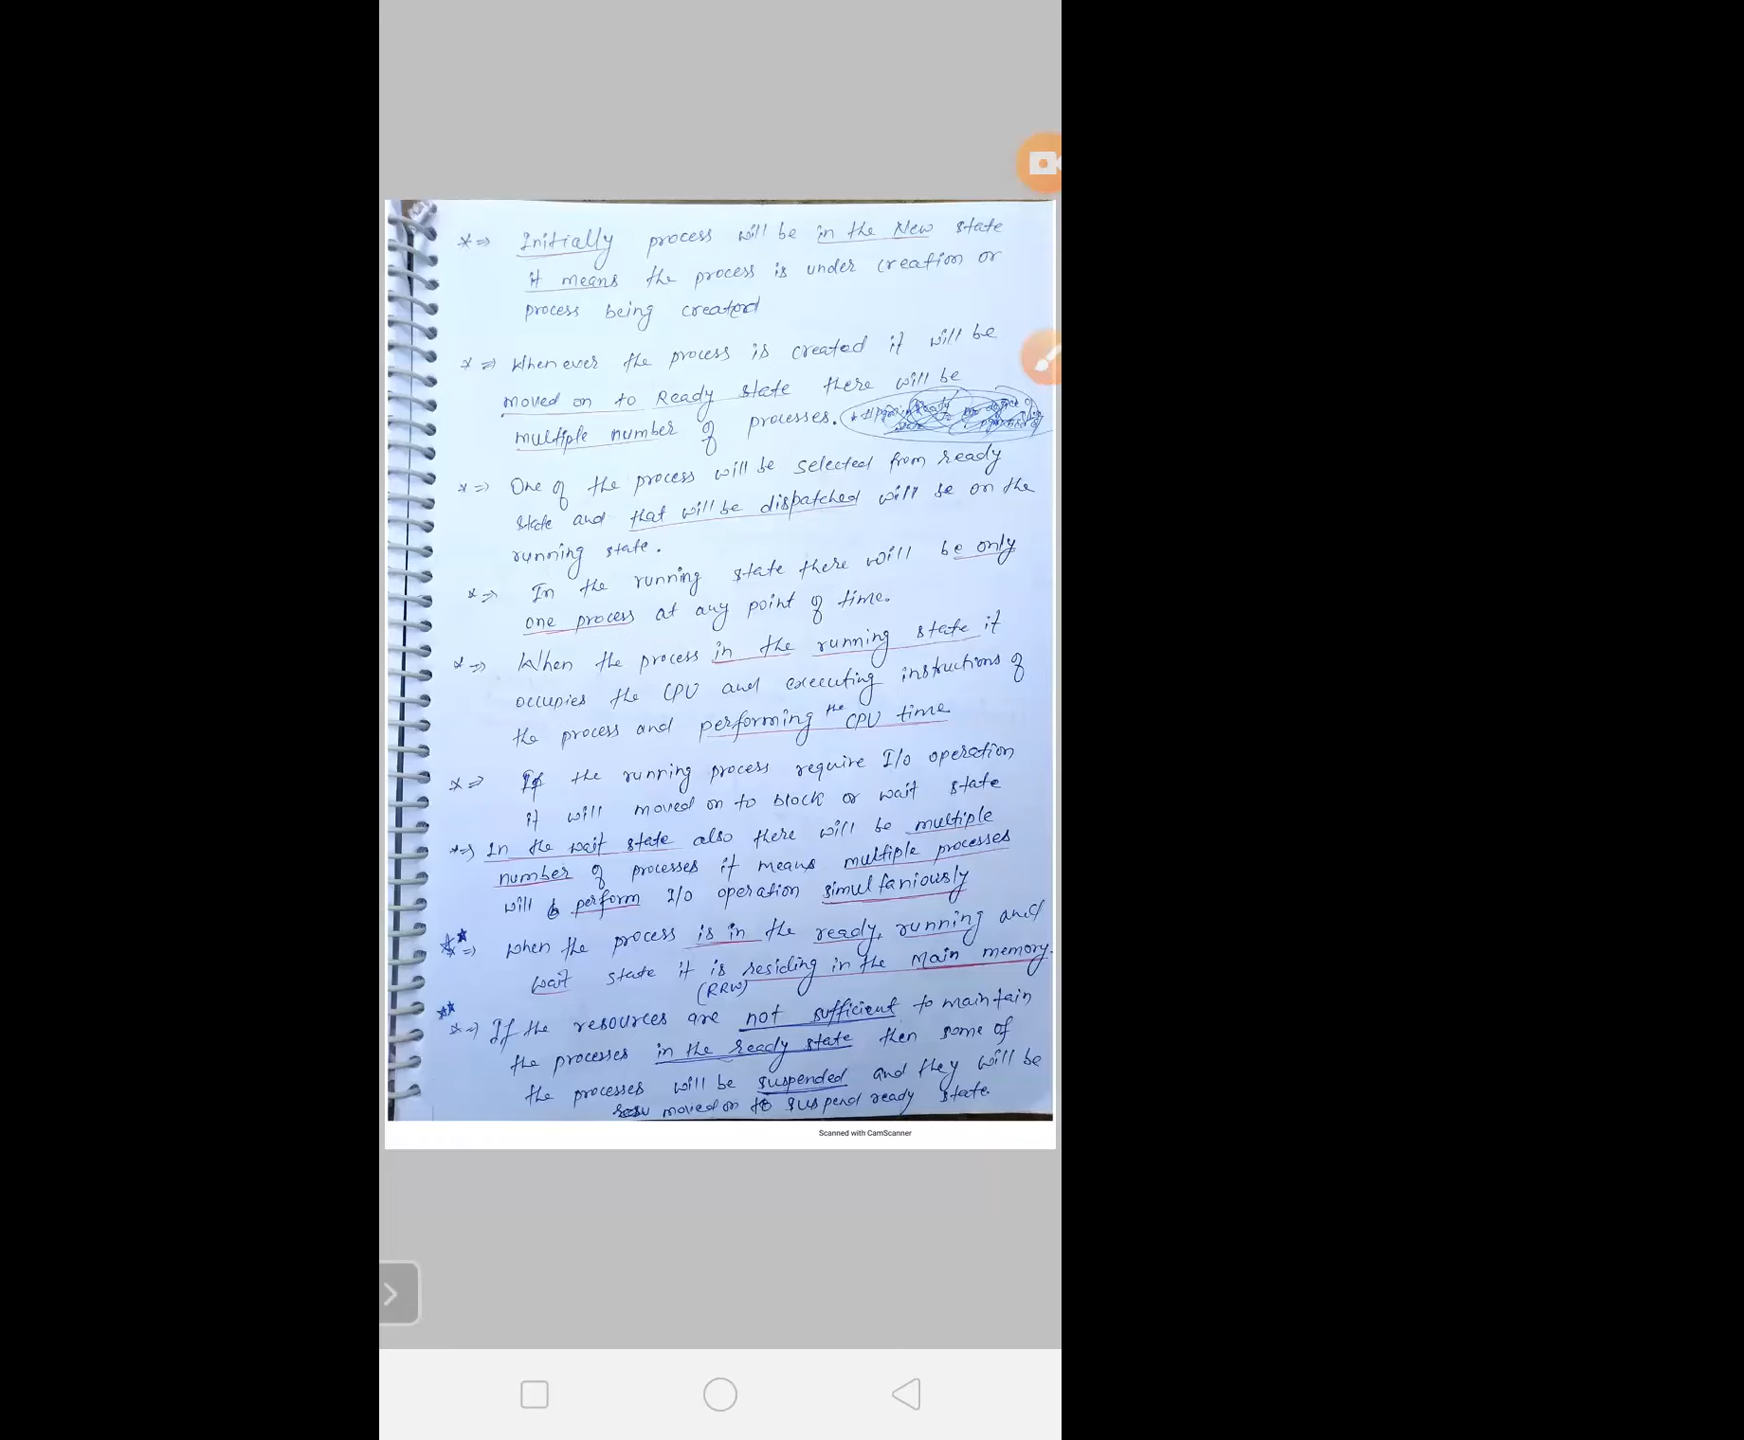 *⇒ Initially process will be in the New state
it means the process is under creation or
process being created
*⇒ Whenever the process is created it will be
moved on to Ready state there will be
multiple number of processes.
*⇒ One of the process will be selected from ready
state and that will be dispatched will be on the
running state.
*⇒ In the running state there will be only
one process at any point of time.
*⇒ When the process in the running state it
occupies the CPU and executing instructions of
the process and performing the CPU time
*⇒ If the running process require I/o operation
it will moved on to block or wait state
*⇒ In the wait state also there will be multiple
number of processes it means multiple processes
will perform I/o operation simultaniously
*⇒ when the process is in the ready, running and
wait state it is residing in the Main memory.
(RRW)
*⇒ If the resources are not sufficient to maintain
the processes in the ready state then some of
the processes will be suspended and they will be
moved on to suspend ready state.
Scanned with CamScanner